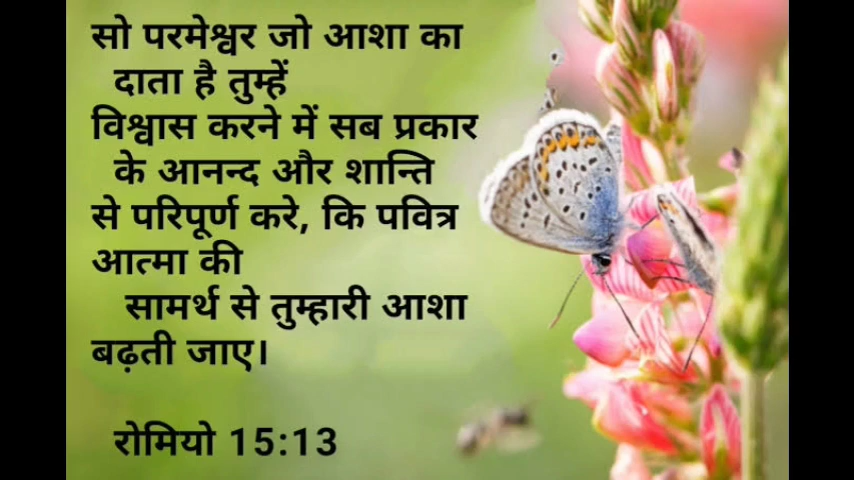 सो परमेश्वर जो आशा का
दाता है तुम्हें
विश्वास करने में सब प्रकार
के आनन्द और शान्ति
से परिपूर्ण करे, कि पवित्र
आत्मा की
सामर्थ से तुम्हारी आशा
बढ़ती जाए।
रोमियो 15:13